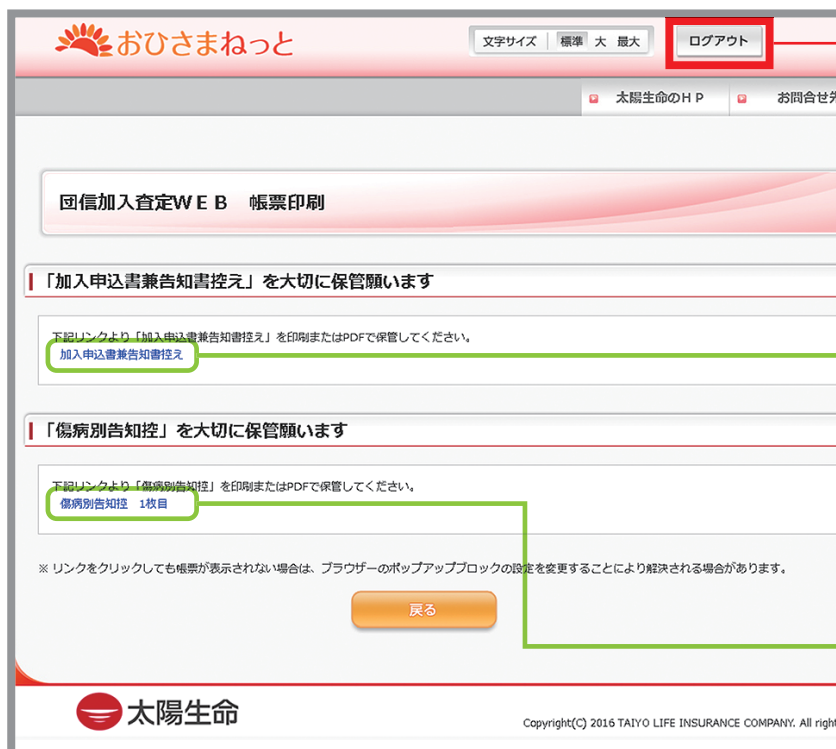 おひさまねっと
文字サイズ 標準 大 最大
ログアウト
太陽生命のＨＰ
お問合せ先
団信加入査定ＷＥＢ　帳票印刷
「加入申込書兼告知書控え」を大切に保管願います
下記リンクより「加入申込書兼告知書控え」を印刷またはPDFで保管してください。
加入申込書兼告知書控え
「傷病別告知控」を大切に保管願います
下記リンクより「傷病別告知控」を印刷またはPDFで保管してください。
傷病別告知控　1枚目
※ リンクをクリックしても帳票が表示されない場合は、ブラウザーのポップアップブロックの設定を変更することにより解決される場合があります。
戻る
太陽生命
Copyright(C) 2016 TAIYO LIFE INSURANCE COMPANY. All right